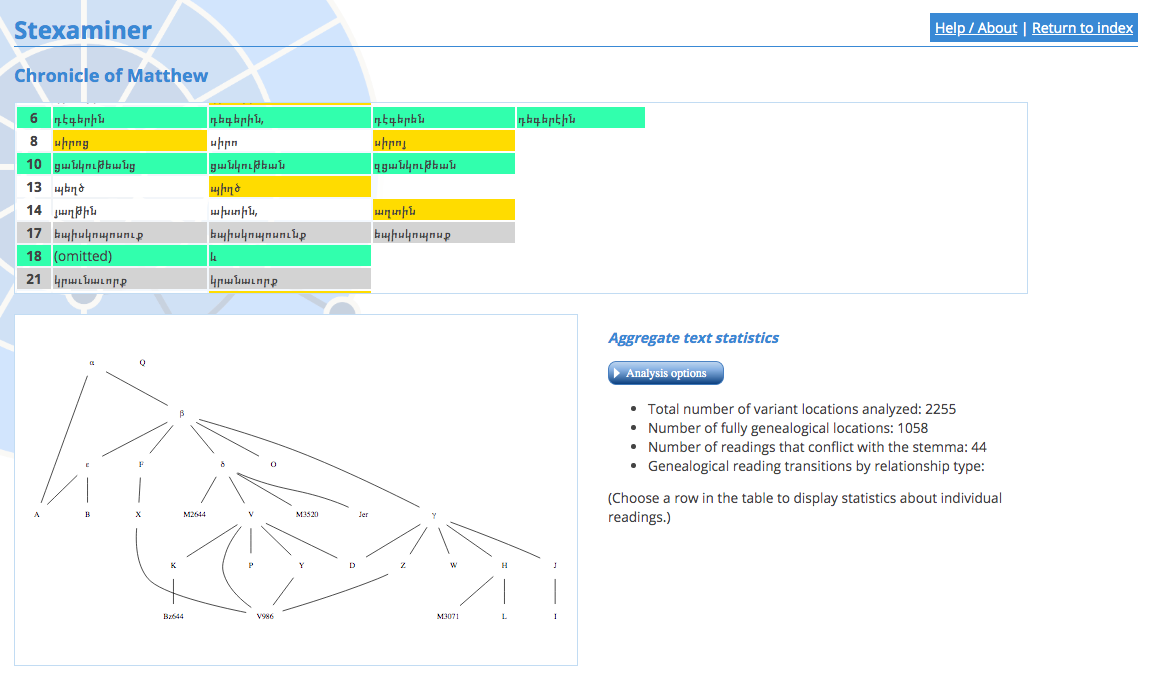 Stexaminer
Help / About | Return to index
Chronicle of Matthew
6 դէգերին դեգերին, դէգերեն դեգերէին
8 սիրոց սիրո սիրոյ
10 ցանկութեանց ցանկութեան զցանկութեան
13 պեղծ պիղծ
14 յաղթին ախտին, աղտին
17 եպիսկոպոսուք եպիսկոպոսունք եպիսկոպոսք
18 (omitted) և
21 կրաւնաւորք կրանաւորք
α Q
β
ε F δ O
A B X M2644 V M3520 Jer γ
K P Y D Z W H J
Bz644 V986 M3071 L I
Aggregate text statistics
Analysis options
• Total number of variant locations analyzed: 2255
• Number of fully genealogical locations: 1058
• Number of readings that conflict with the stemma: 44
• Genealogical reading transitions by relationship type:
(Choose a row in the table to display statistics about individual
readings.)